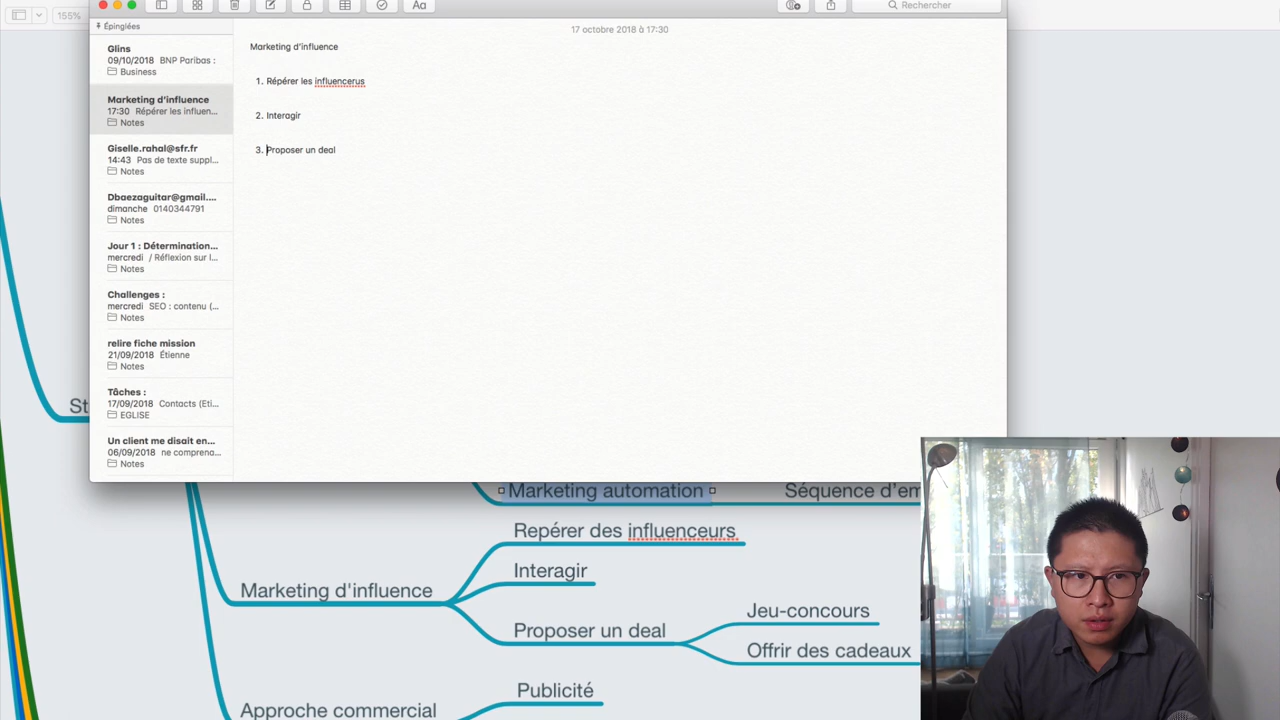 155%
Aa
Rechercher
Épinglées
17 octobre 2018 à 17:30
Glins
09/10/2018 BNP Paribas :
Business
Marketing d'influence
17:30 Répérer les influen...
Notes
Giselle.rahal@sfr.fr
14:43 Pas de texte suppl...
Notes
Dbaezaguitar@gmail....
dimanche 0140344791
Notes
Jour 1 : Détermination...
mercredi / Réflexion sur l...
Notes
Challenges :
mercredi SEO : contenu (...
Notes
relire fiche mission
21/09/2018 Étienne
Notes
Tâches :
17/09/2018 Contacts (Eti...
EGLISE
Un client me disait en...
06/09/2018 ne comprena...
Notes
Marketing d'influence
1. Répérer les influencerus
2. Interagir
3. Proposer un deal
St
Marketing automation
Séquence d'em
Repérer des influenceurs
Interagir
Marketing d'influence
Proposer un deal
Jeu-concours
Offrir des cadeaux
Publicité
Approche commercial